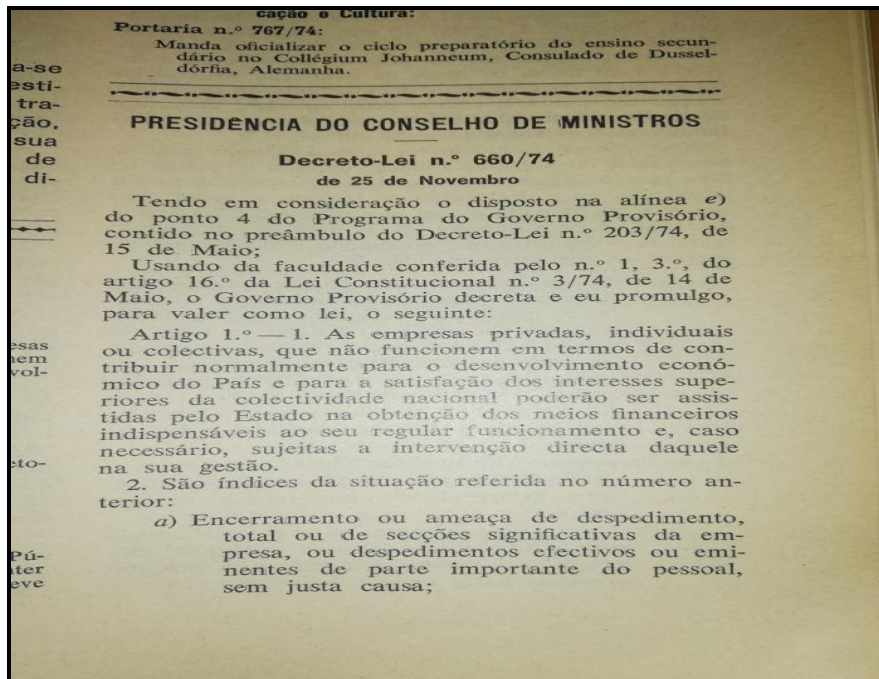 cação e Cultura:
Portaria n.º 767/74:
Manda oficializar o ciclo preparatório do ensino secun-
dário no Collégium Johanneum, Consulado de Dussel-
dórfia, Alemanha.
PRESIDÊNCIA DO CONSELHO DE MINISTROS
Decreto-Lei n.º 660/74
de 25 de Novembro
Tendo em consideração o disposto na alínea e)
do ponto 4 do Programa do Governo Provisório,
contido no preâmbulo do Decreto-Lei n.º 203/74, de
15 de Maio;
Usando da faculdade conferida pelo n.º 1, 3.º, do
artigo 16.º da Lei Constitucional n.º 3/74, de 14 de
Maio, o Governo Provisório decreta e eu promulgo,
para valer como lei, o seguinte:
Artigo 1.º — 1. As empresas privadas, individuais
ou colectivas, que não funcionem em termos de con-
tribuir normalmente para o desenvolvimento econó-
mico do País e para a satisfação dos interesses supe-
riores da colectividade nacional poderão ser assis-
tidas pelo Estado na obtenção dos meios financeiros
indispensáveis ao seu regular funcionamento e, caso
necessário, sujeitas a intervenção directa daquele
na sua gestão.
2. São índices da situação referida no número an-
terior:
a) Encerramento ou ameaça de despedimento,
total ou de secções significativas da em-
presa, ou despedimentos efectivos ou emi-
nentes de parte importante do pessoal,
sem justa causa;
a-se
esti-
tra-
ção,
sua
de
di-
esas
nem
vol-
eto-
Pú-
ter
eve